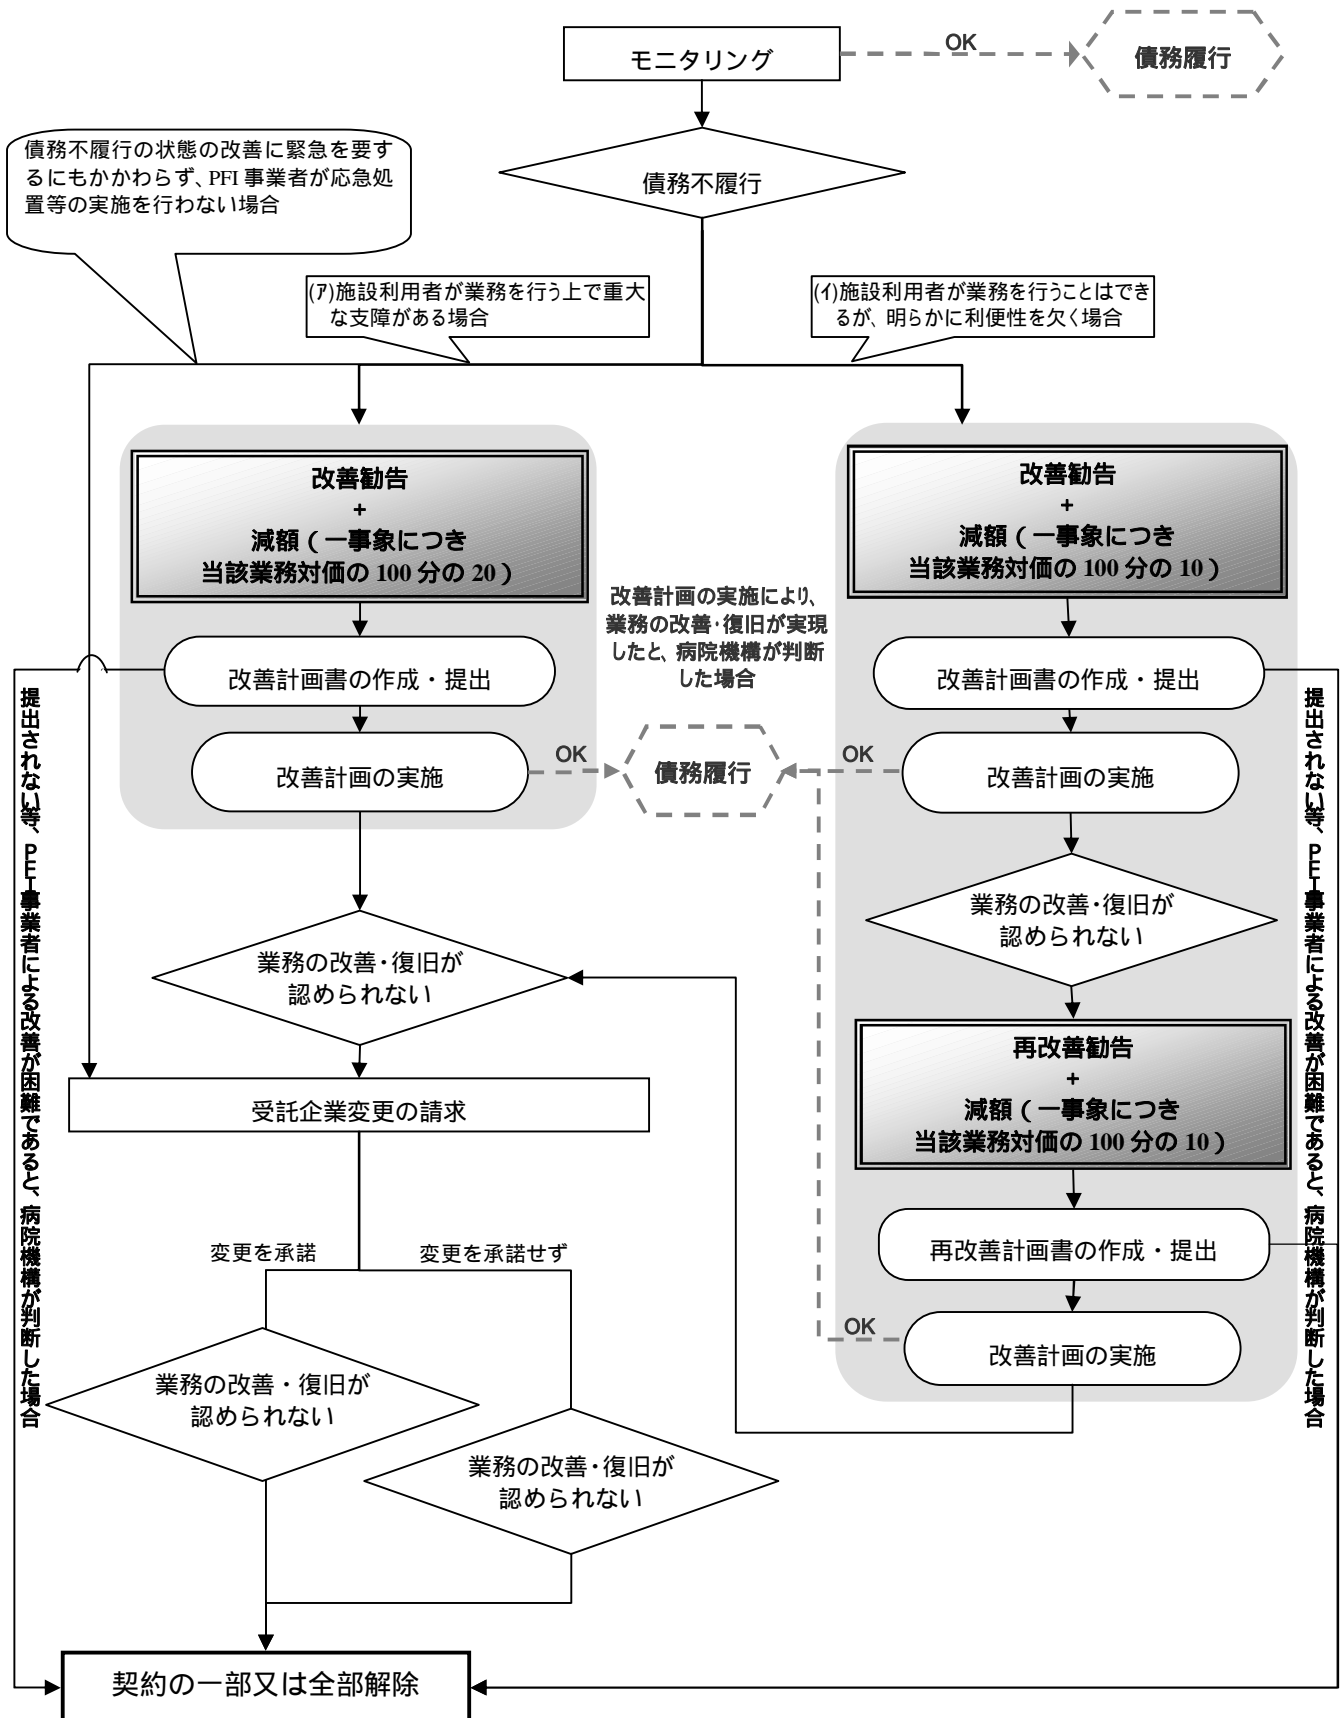 モニタリング
OK
債務履行
債務不履行の状態の改善に緊急を要す
るにもかかわらず、PFI 事業者が応急処
置等の実施を行わない場合
債務不履行
(ア)施設利用者が業務を行う上で重大
な支障がある場合
(イ)施設利用者が業務を行うことはでき
るが、明らかに利便性を欠く場合
改善勧告
+
減額（一事象につき
当該業務対価の 100 分の 20）
改善勧告
+
減額（一事象につき
当該業務対価の 100 分の 10）
改善計画の実施により、
業務の改善・復旧が実現
したと、病院機構が判断
した場合
改善計画書の作成・提出
改善計画書の作成・提出
提出されない等、PFI事業者による改善が困難であると、病院機構が判断した場合
提出されない等、PFI事業者による改善が困難であると、病院機構が判断した場合
改善計画の実施
OK
債務履行
OK
改善計画の実施
業務の改善・復旧が
認められない
業務の改善・復旧が
認められない
再改善勧告
+
減額（一事象につき
当該業務対価の 100 分の 10）
受託企業変更の請求
再改善計画書の作成・提出
変更を承諾
変更を承諾せず
OK
改善計画の実施
業務の改善・復旧が
認められない
業務の改善・復旧が
認められない
契約の一部又は全部解除